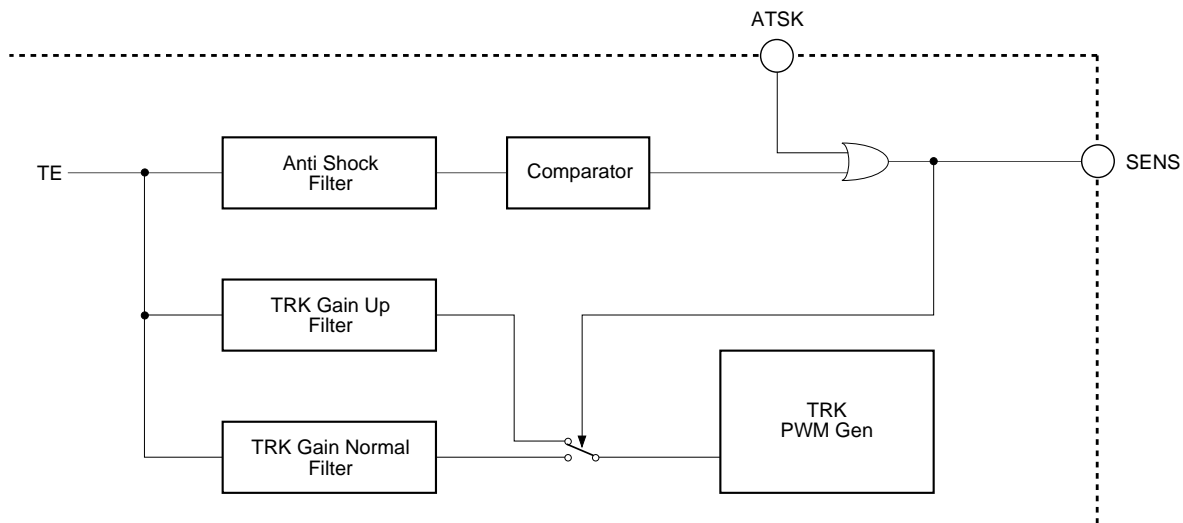 ATSK
TE
Anti Shock
Filter
Comparator
SENS
TRK Gain Up
Filter
TRK
PWM Gen
TRK Gain Normal
Filter